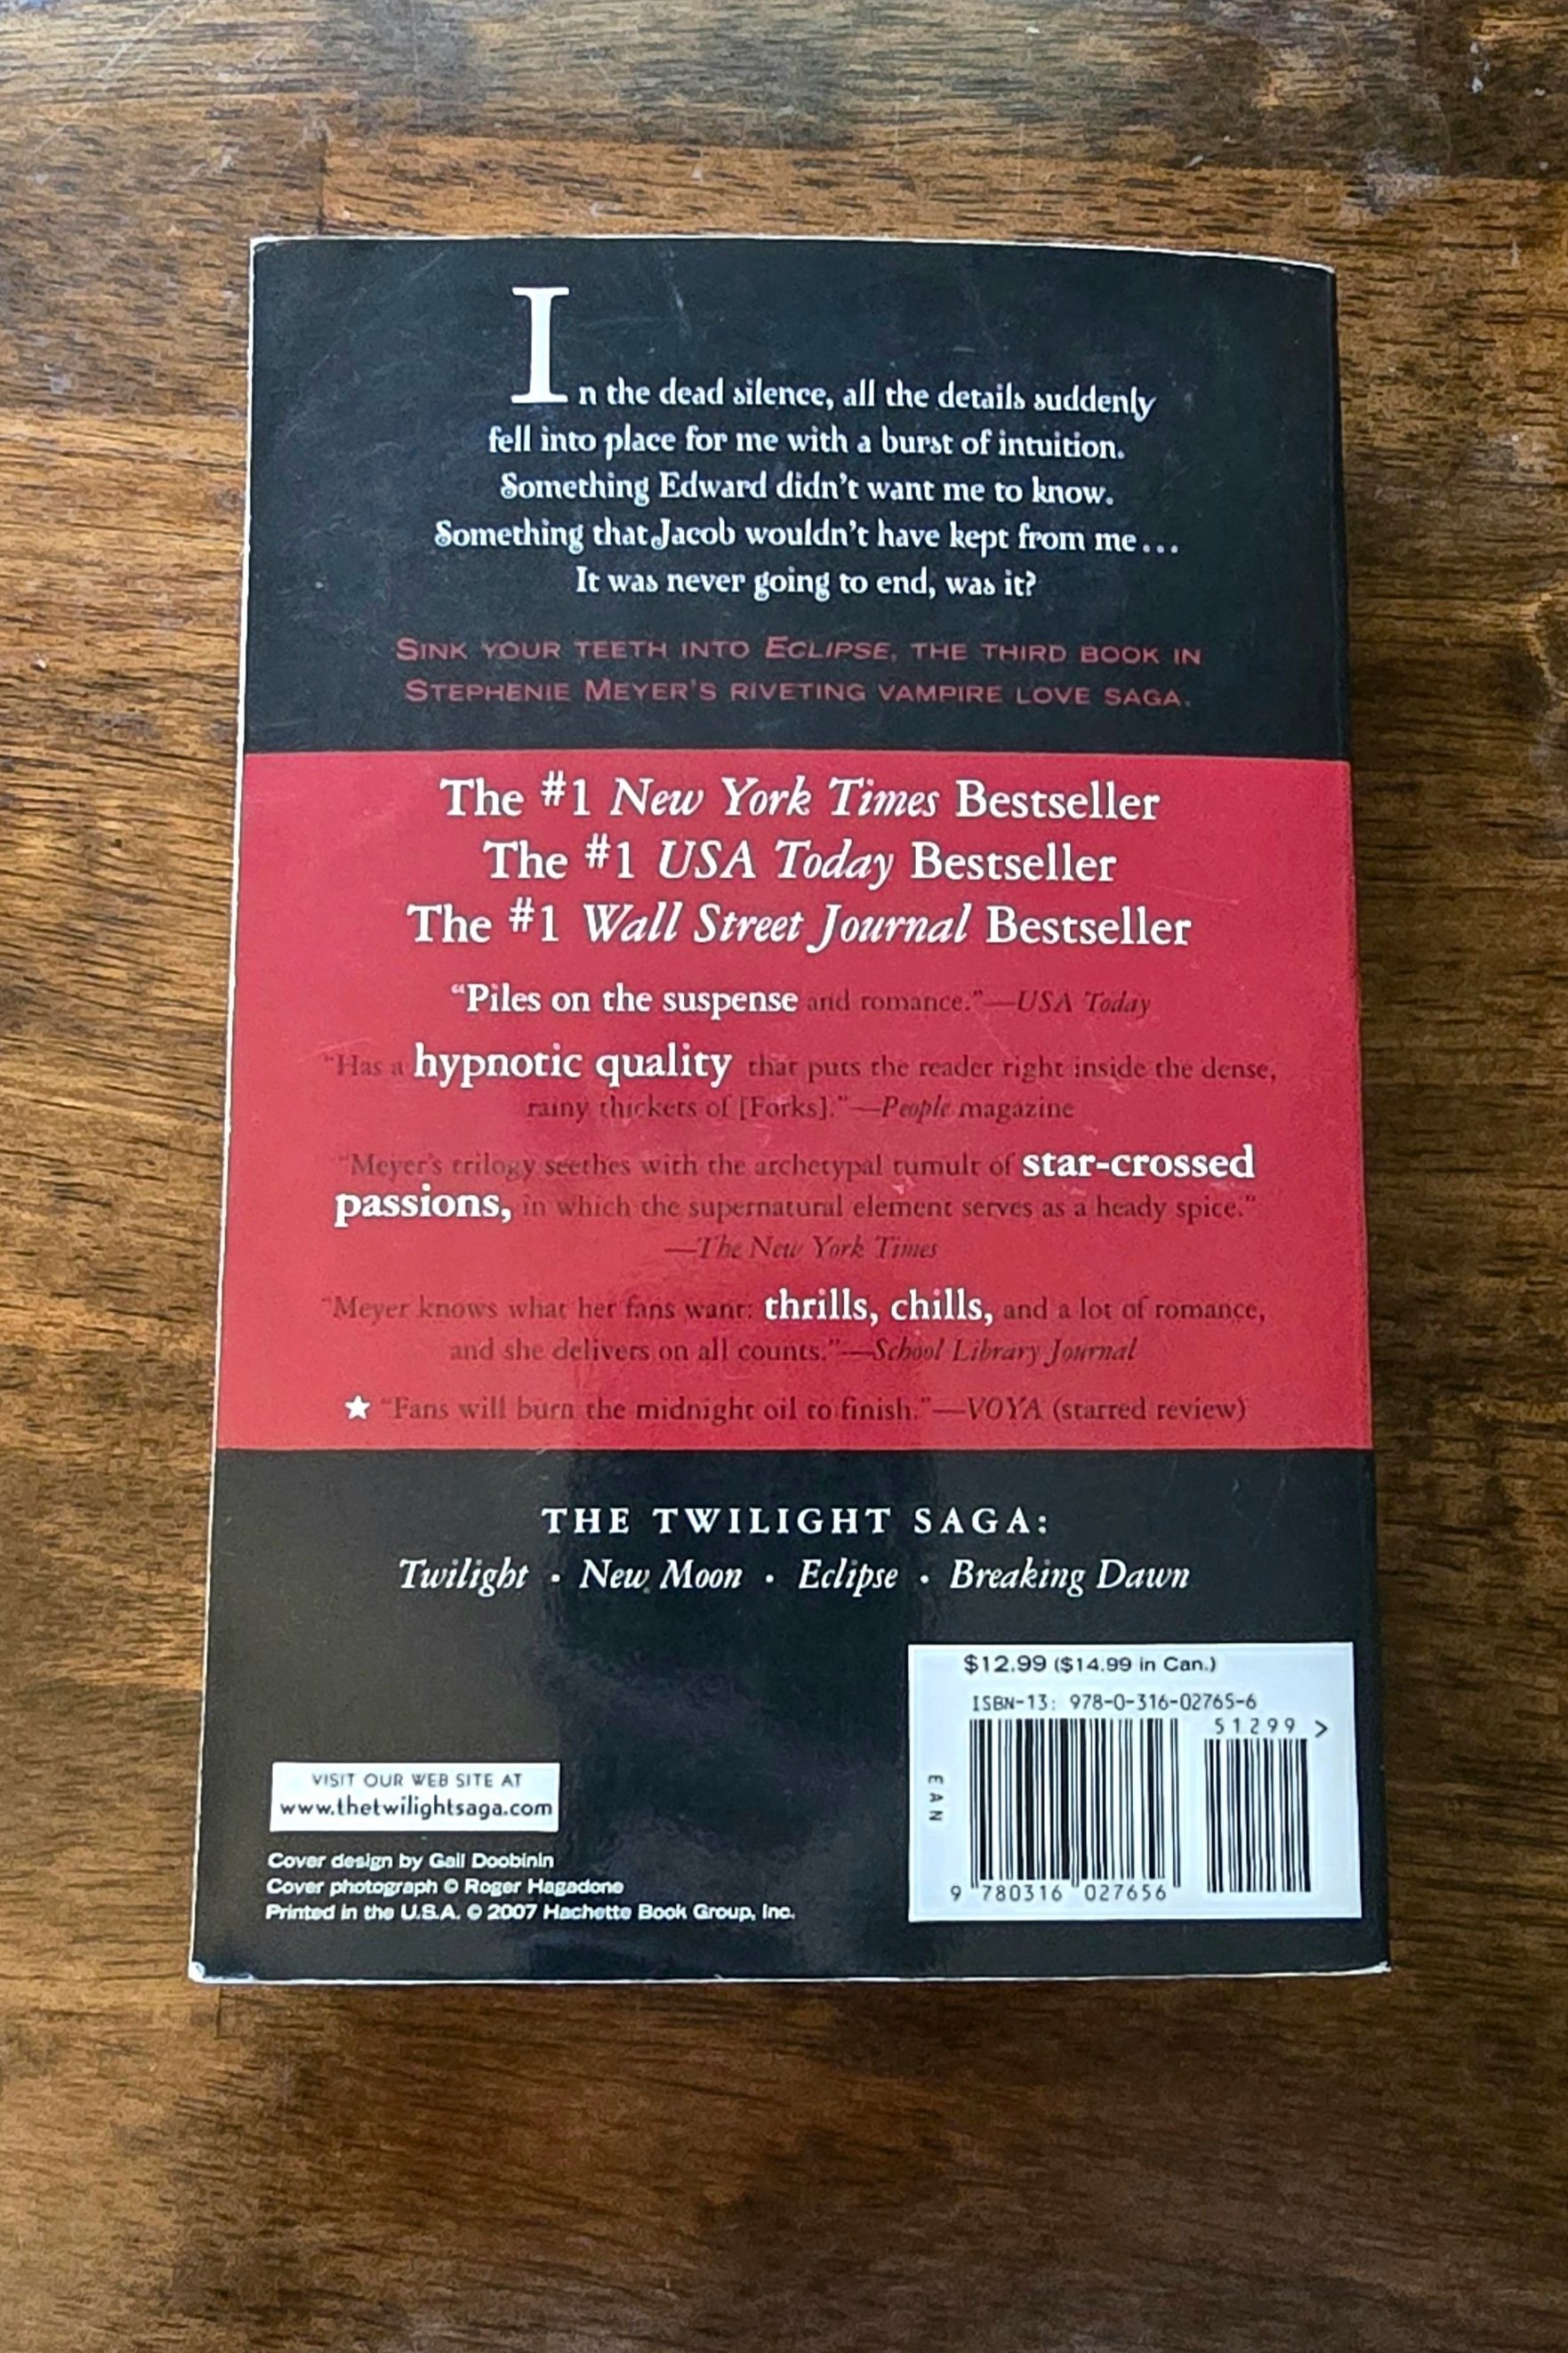 In the dead silence, all the details suddenly
fell into place for me with a burst of intuition.
Something Edward didn't want me to know.
Something that Jacob wouldn't have kept from me...
It was never going to end, was it?
SINK YOUR TEETH INTO ECLIPSE, THE THIRD BOOK IN
STEPHENIE MEYER'S RIVETING VAMPIRE LOVE SAGA.
The #1 New York Times Bestseller
The #1 USA Today Bestseller
The #1 Wall Street Journal Bestseller
"Piles on the suspense and romance."—USA Today
"Has a hypnotic quality that puts the reader right inside the dense,
rainy thickets of [Forks]."—People magazine
"Meyer's trilogy seethes with the archetypal tumult of star-crossed
passions, in which the supernatural element serves as a heady spice."
—The New York Times
"Meyer knows what her fans want: thrills, chills, and a lot of romance,
and she delivers on all counts."—School Library Journal
★ "Fans will burn the midnight oil to finish."—VOYA (starred review)
THE TWILIGHT SAGA:
Twilight • New Moon • Eclipse • Breaking Dawn
$12.99 ($14.99 in Can.)
ISBN-13: 978-0-316-02765-6
51299 >
EAN
9 780316 027656
VISIT OUR WEB SITE AT
www.thetwilightsaga.com
Cover design by Gail Doobinin
Cover photograph © Roger Hagadone
Printed in the U.S.A. © 2007 Hachette Book Group, Inc.